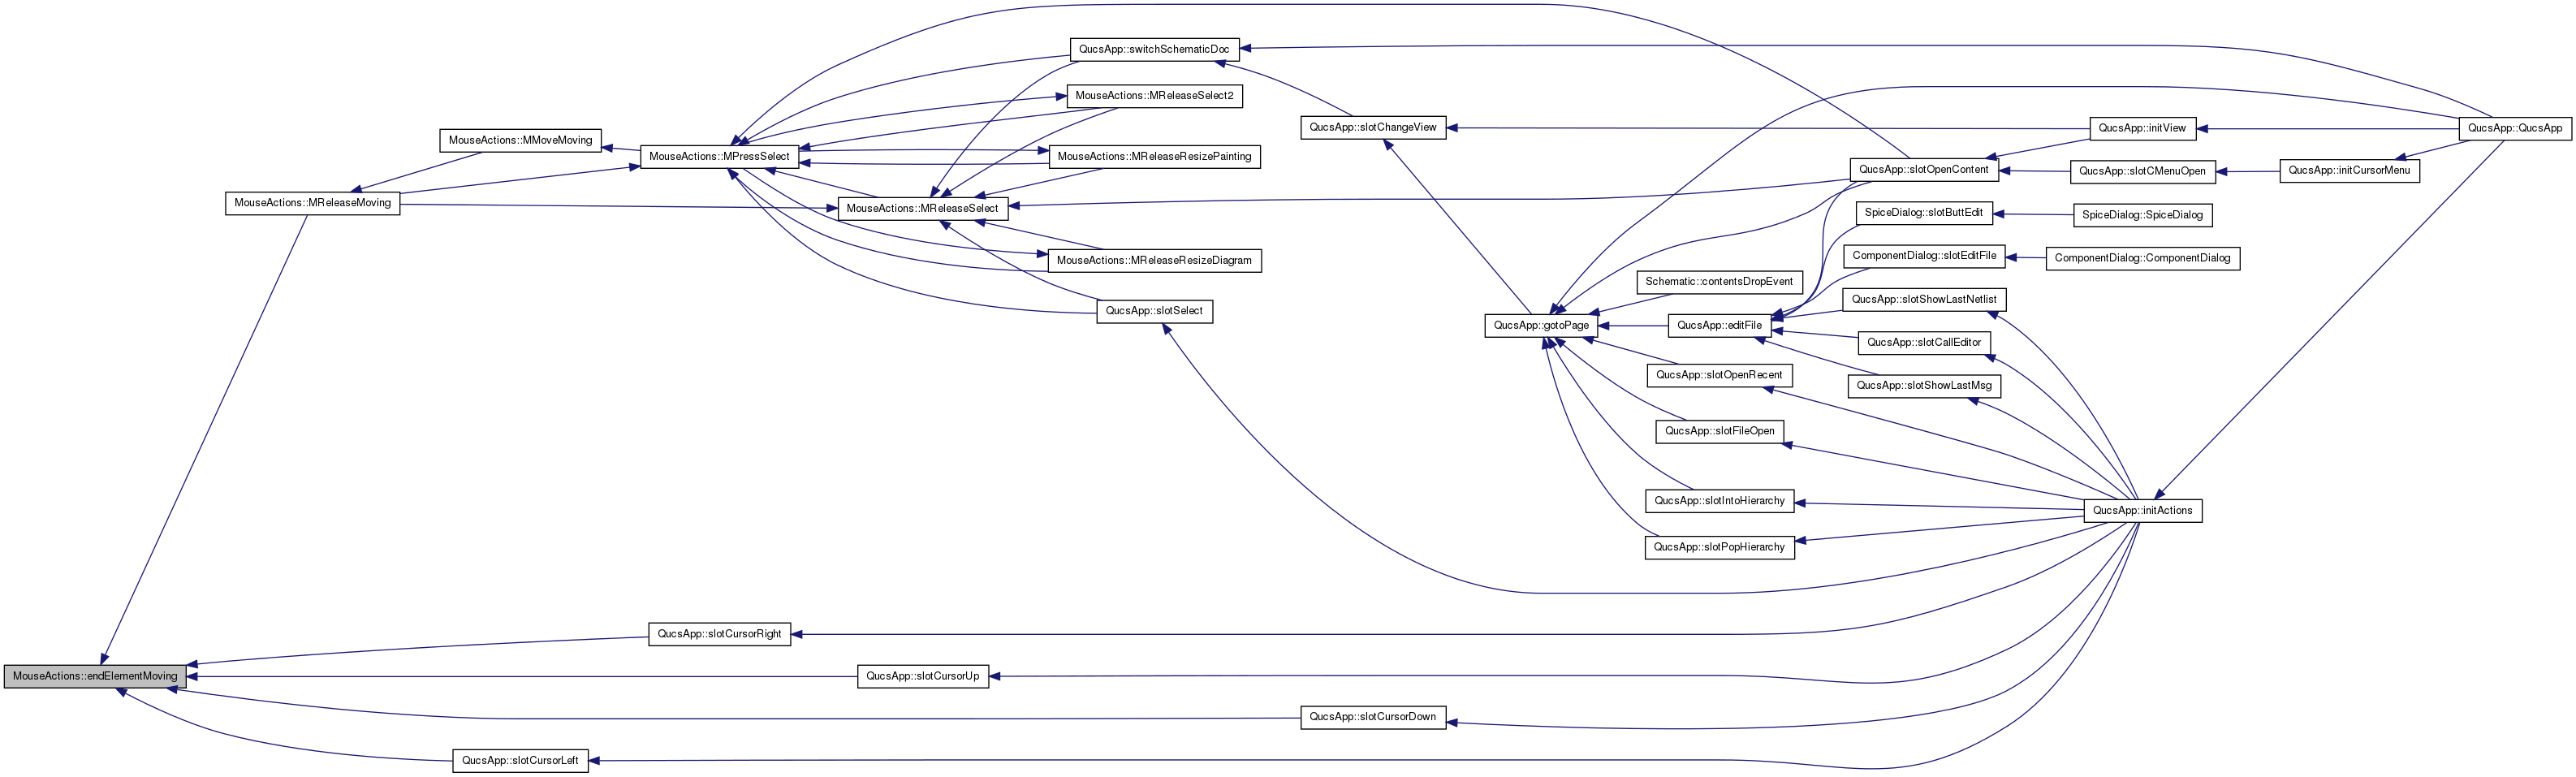 QucsApp::switchSchematicDoc
MouseActions::MReleaseSelect2
QucsApp::slotChangeView
QucsApp::initView
QucsApp::QucsApp
MouseActions::MMoveMoving
MouseActions::MPressSelect
MouseActions::MReleaseResizePainting
QucsApp::slotOpenContent
QucsApp::slotCMenuOpen
QucsApp::initCursorMenu
MouseActions::MReleaseMoving
MouseActions::MReleaseSelect
SpiceDialog::slotButtEdit
SpiceDialog::SpiceDialog
MouseActions::MReleaseResizeDiagram
ComponentDialog::slotEditFile
ComponentDialog::ComponentDialog
Schematic::contentsDropEvent
QucsApp::slotShowLastNetlist
QucsApp::slotSelect
QucsApp::gotoPage
QucsApp::editFile
QucsApp::slotCallEditor
QucsApp::slotOpenRecent
QucsApp::slotShowLastMsg
QucsApp::slotFileOpen
QucsApp::slotIntoHierarchy
QucsApp::initActions
QucsApp::slotPopHierarchy
QucsApp::slotCursorRight
MouseActions::endElementMoving
QucsApp::slotCursorUp
QucsApp::slotCursorDown
QucsApp::slotCursorLeft